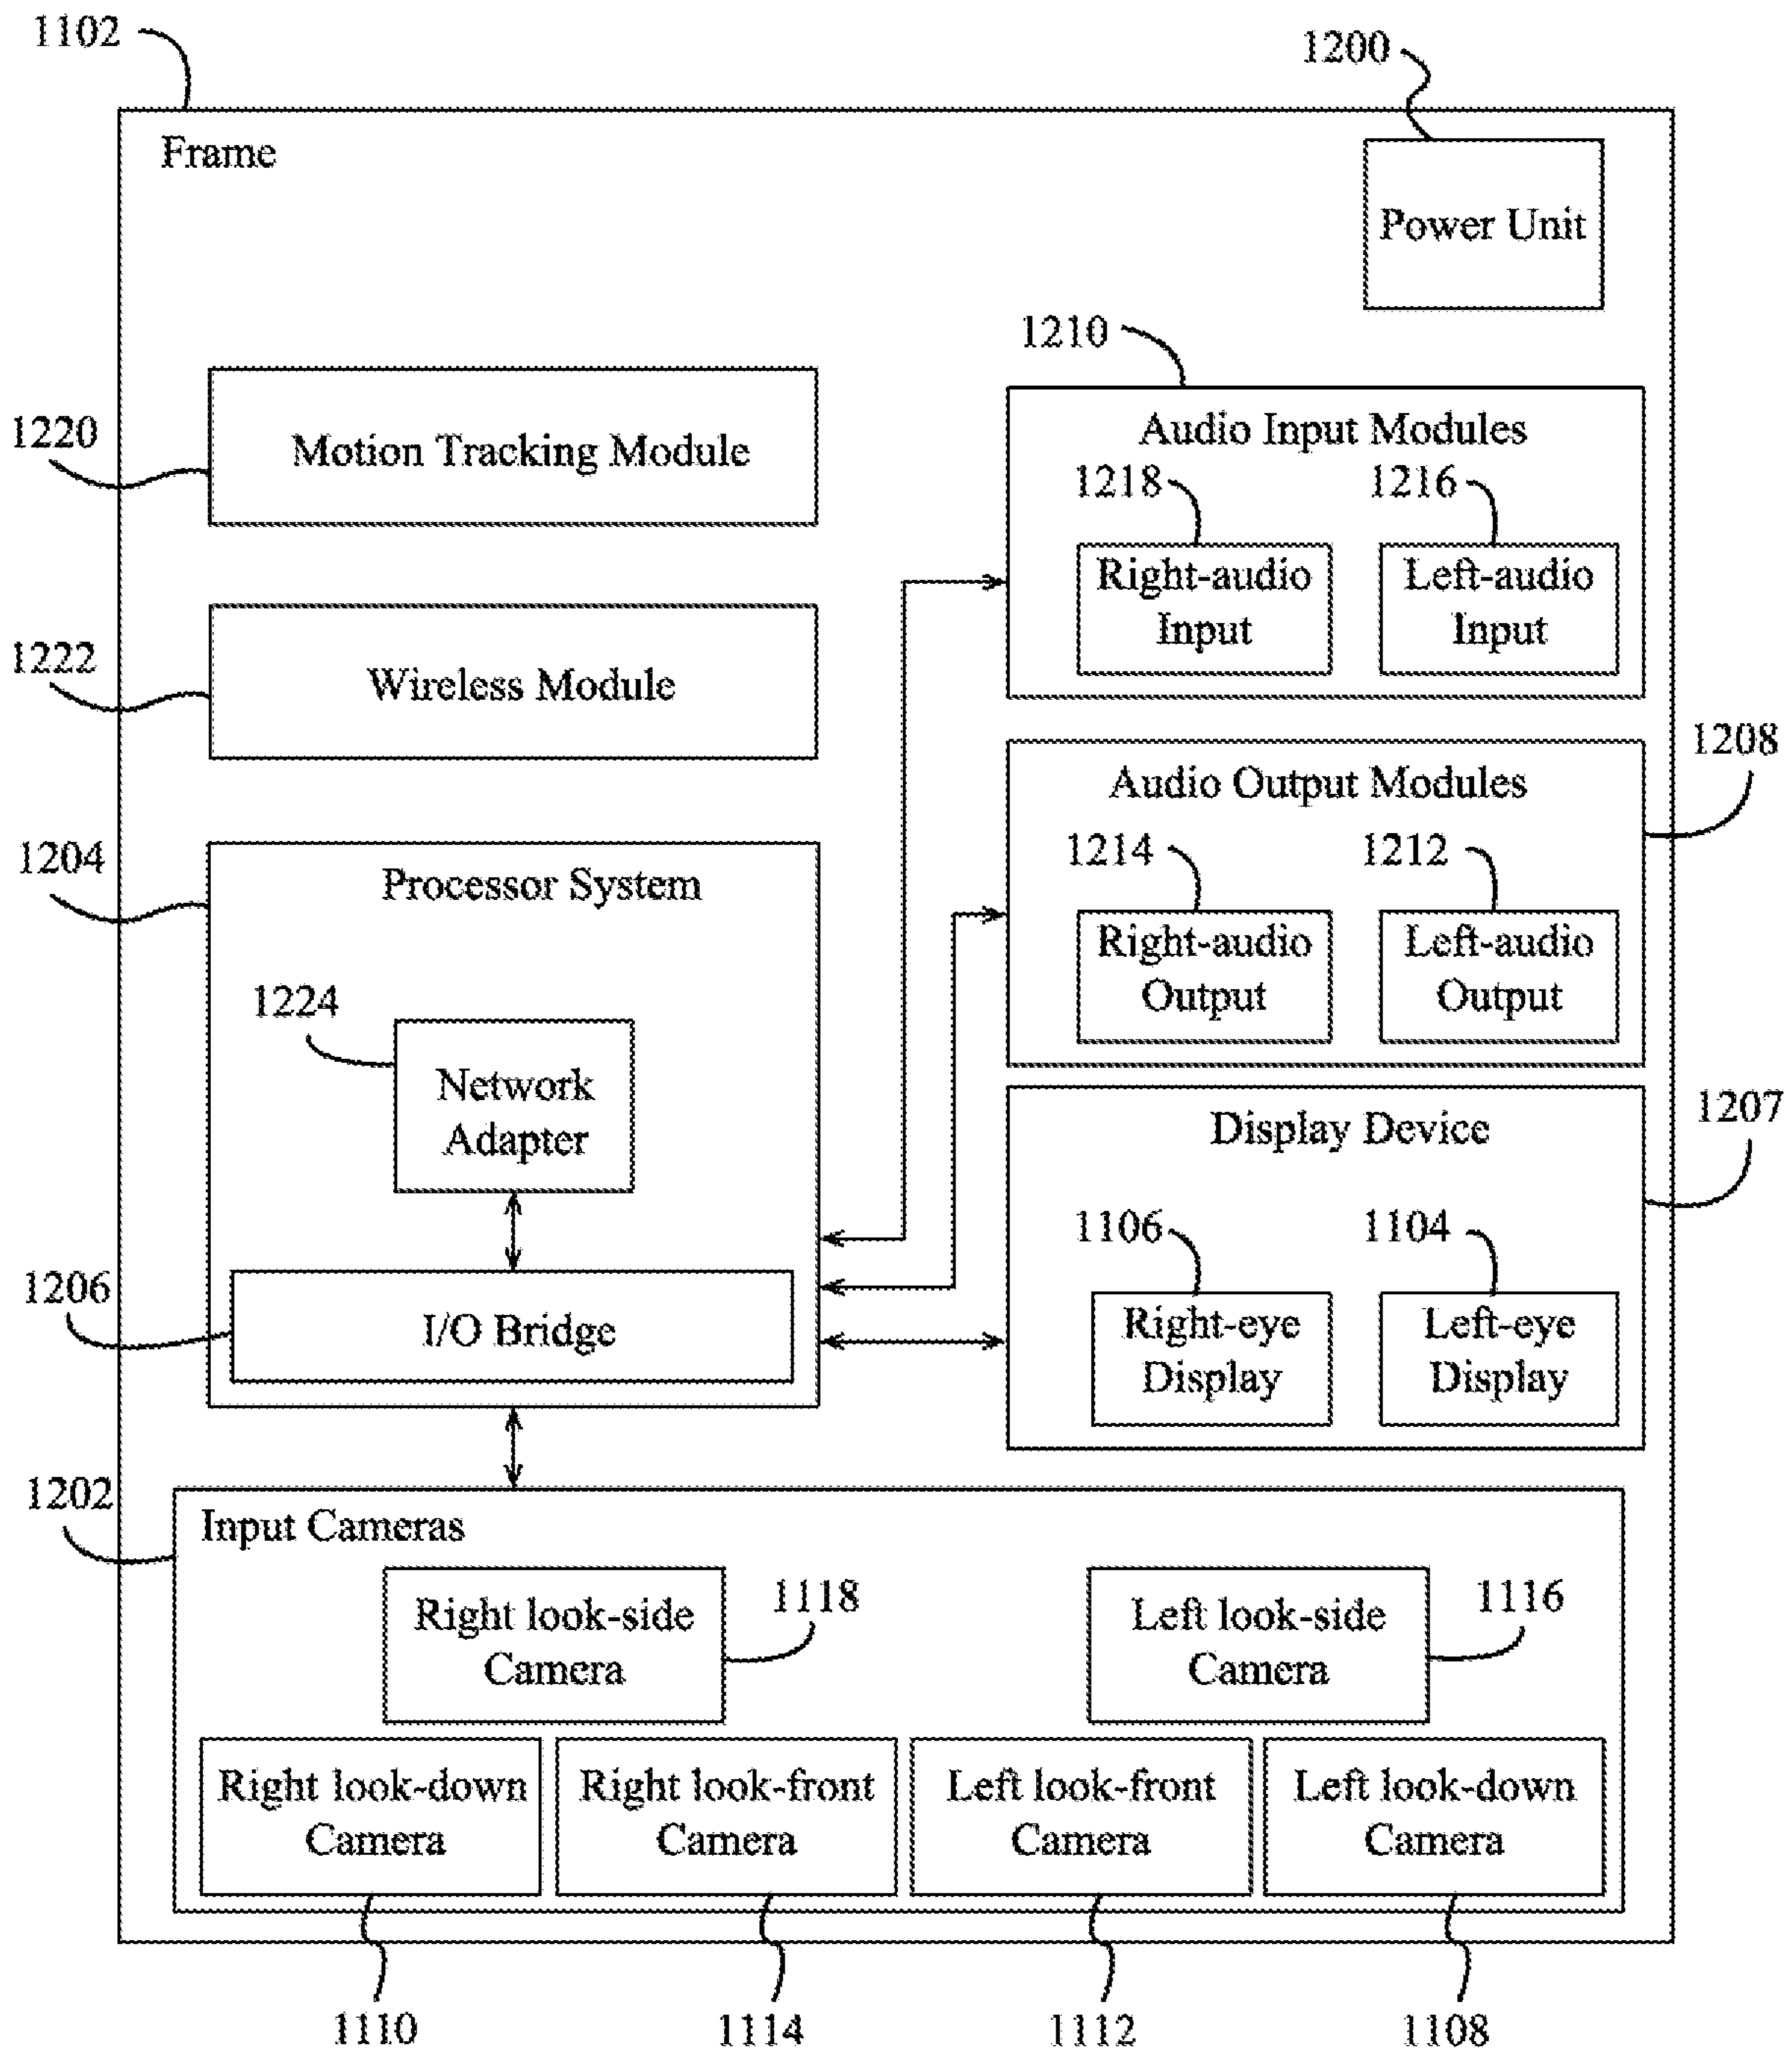 1102
1200
Frame
Power Unit
1210
1220
Motion Tracking Module
Audio Input Modules
1218
1216
Right-audio
Input
Left-audio
Input
1222
Wireless Module
1208
Audio Output Modules
1214
1212
Right-audio
Output
Left-audio
Output
1204
Processor System
1224
Network
Adapter
1207
Display Device
1106
1104
Right-eye
Display
Left-eye
Display
1206
I/O Bridge
1202
Input Cameras
Right look-side
Camera
1118
Left look-side
Camera
1116
Right look-down
Camera
Right look-front
Camera
Left look-front
Camera
Left look-down
Camera
1110
1114
1112
1108